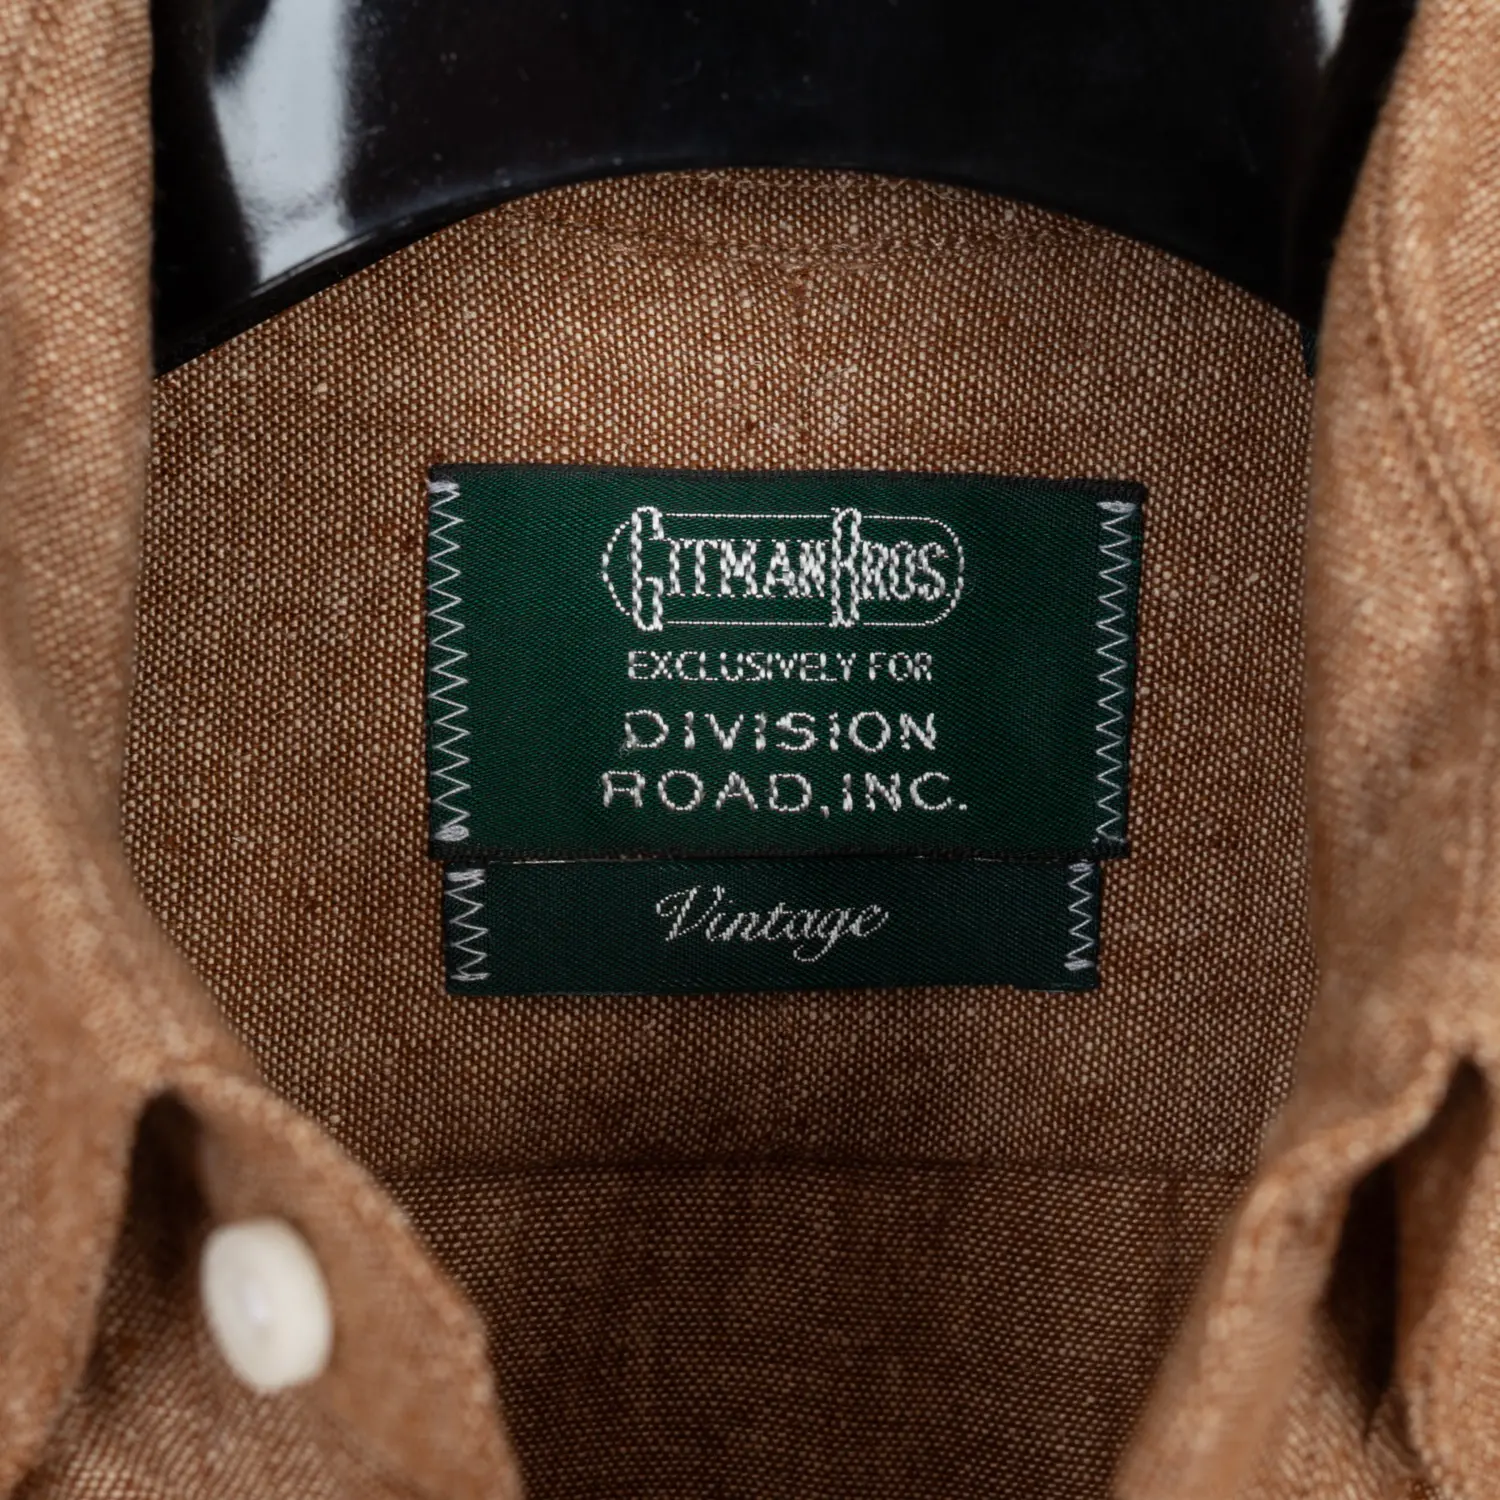 GITMAN BROS
EXCLUSIVELY FOR
DIVISION
ROAD, INC.
Vintage